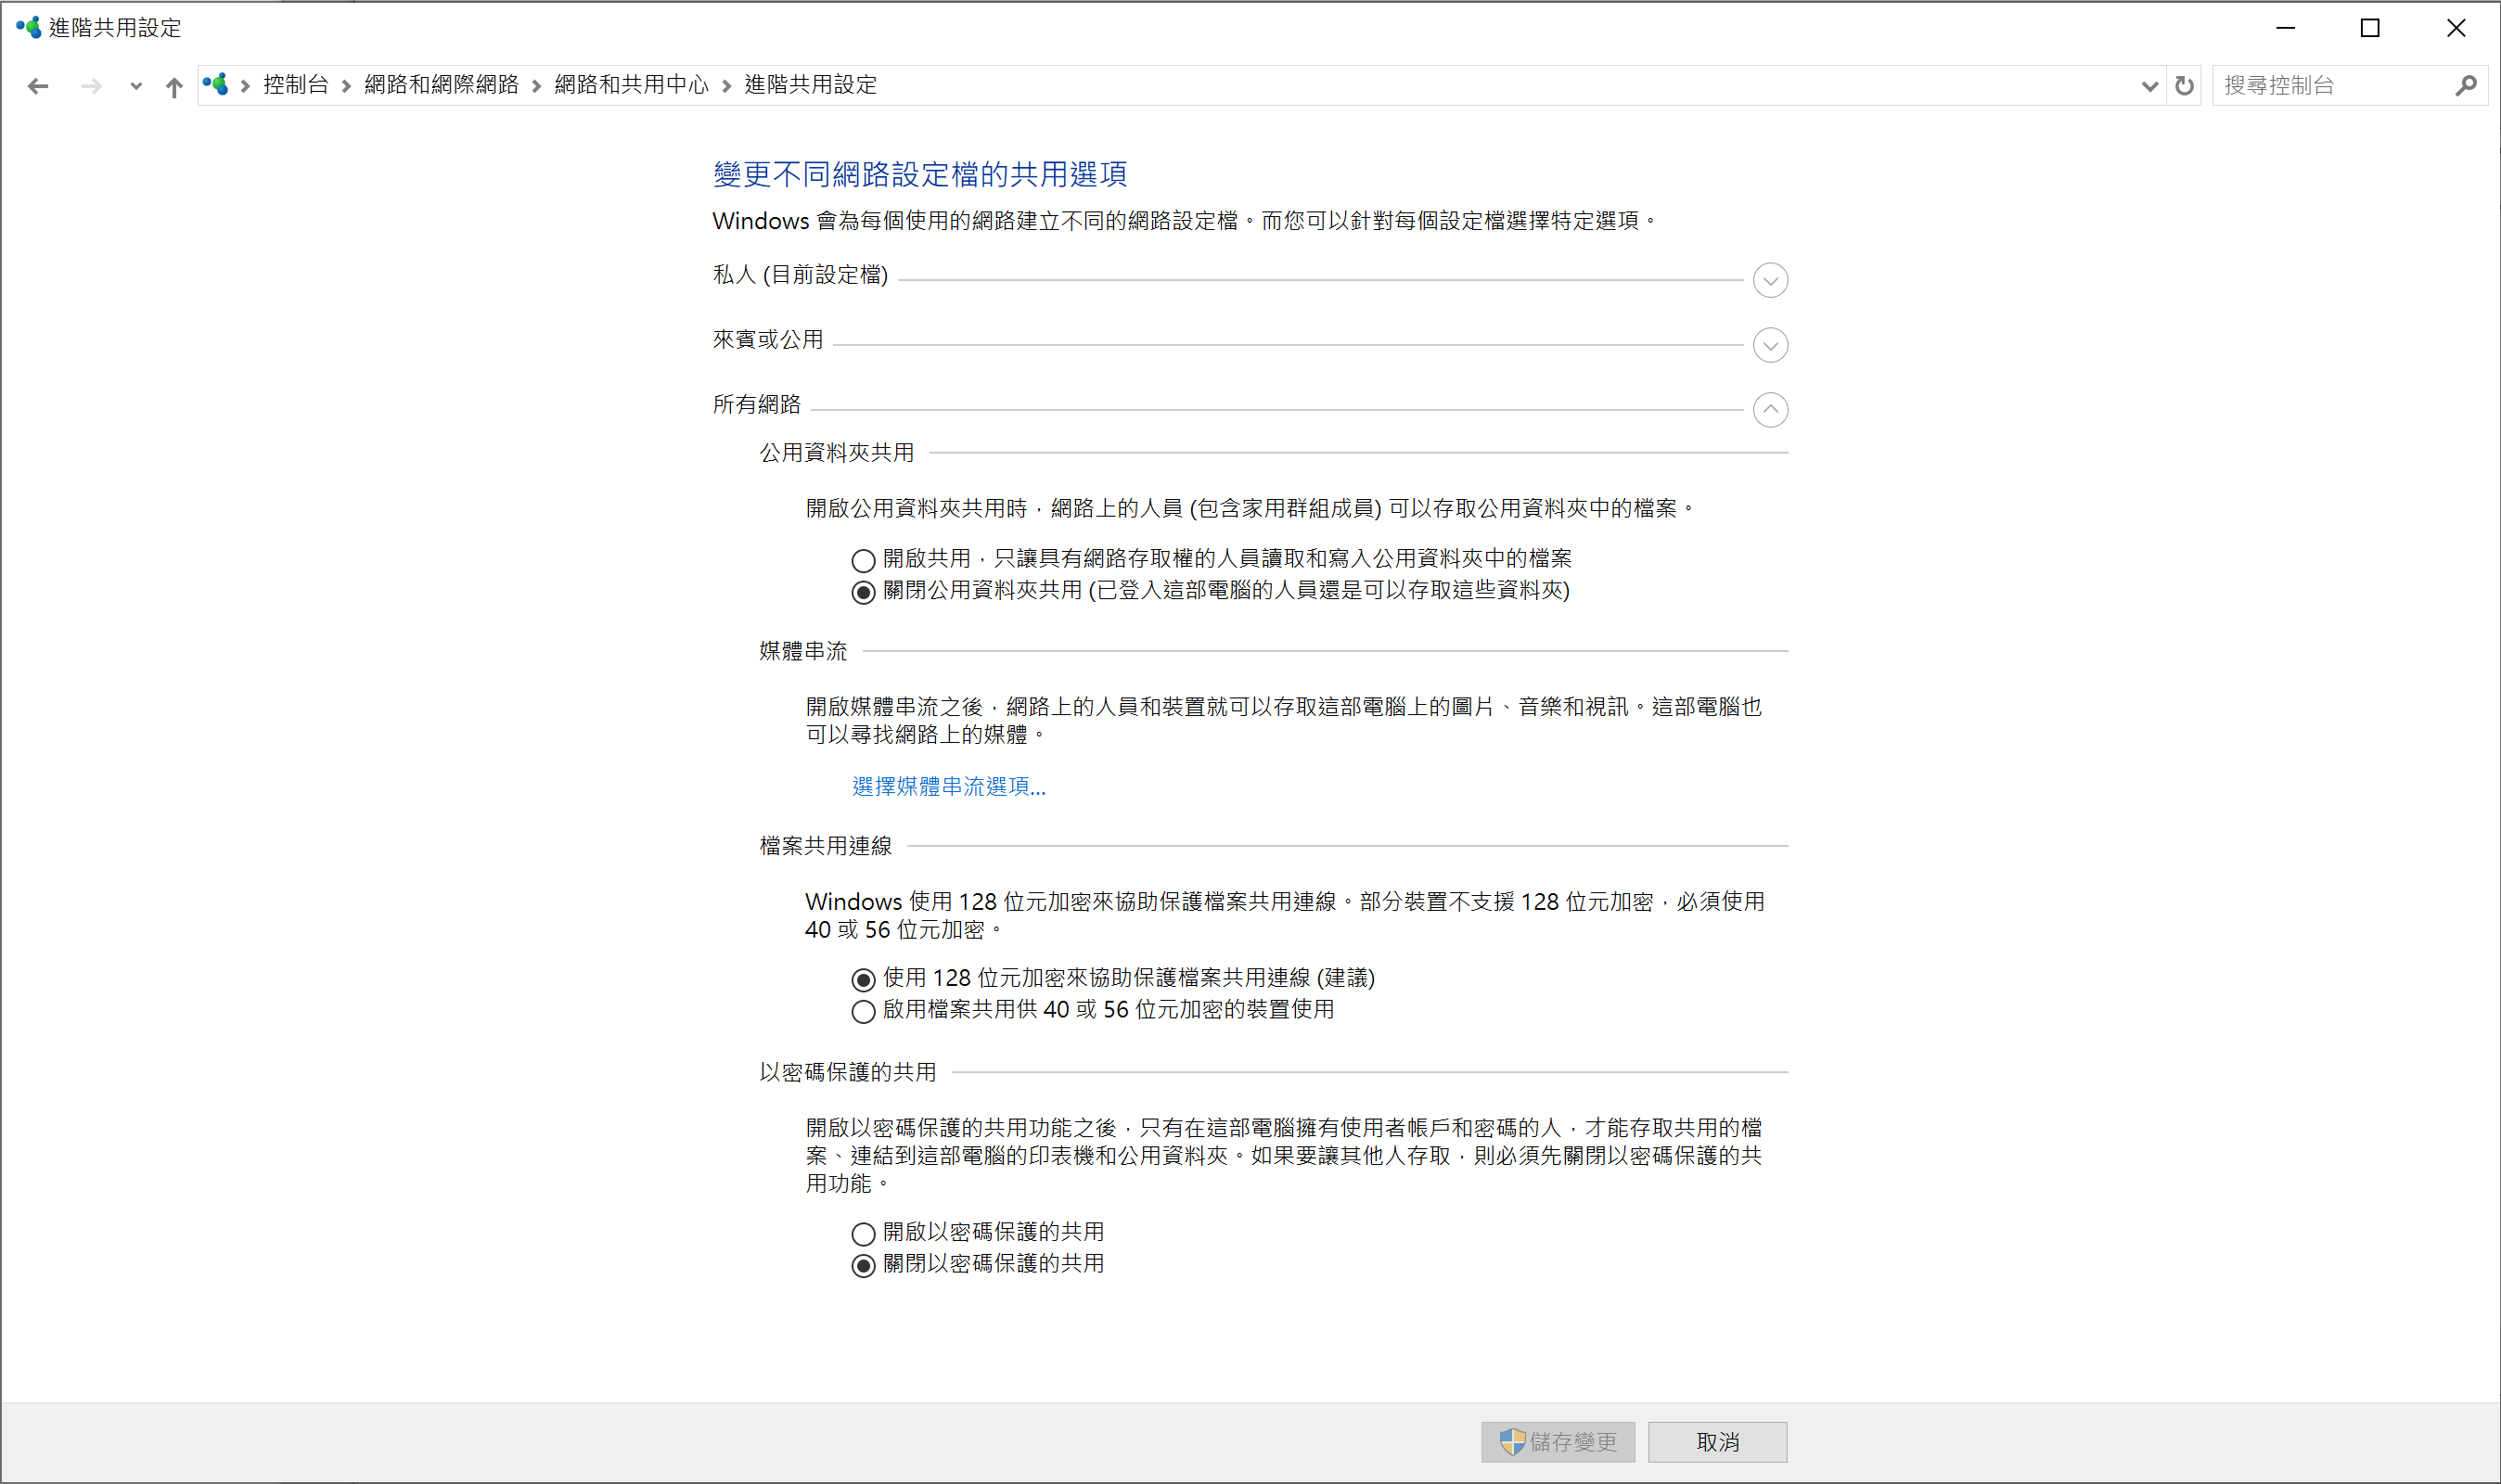 進階共用設定
控制台 網路和網際網路 網路和共用中心 進階共用設定
搜尋控制台
變更不同網路設定檔的共用選項
Windows 會為每個使用的網路建立不同的網路設定檔。而您可以針對每個設定檔選擇特定選項。
私人 (目前設定檔)
來賓或公用
所有網路
公用資料夾共用
開啟公用資料夾共用時，網路上的人員 (包含家用群組成員) 可以存取公用資料夾中的檔案。
開啟共用，只讓具有網路存取權的人員讀取和寫入公用資料夾中的檔案
關閉公用資料夾共用 (已登入這部電腦的人員還是可以存取這些資料夾)
媒體串流
開啟媒體串流之後，網路上的人員和裝置就可以存取這部電腦上的圖片、音樂和視訊。這部電腦也
可以尋找網路上的媒體。
選擇媒體串流選項...
檔案共用連線
Windows 使用 128 位元加密來協助保護檔案共用連線。部分裝置不支援 128 位元加密，必須使用
40 或 56 位元加密。
使用 128 位元加密來協助保護檔案共用連線 (建議)
啟用檔案共用供 40 或 56 位元加密的裝置使用
以密碼保護的共用
開啟以密碼保護的共用功能之後，只有在這部電腦擁有使用者帳戶和密碼的人，才能存取共用的檔
案、連結到這部電腦的印表機和公用資料夾。如果要讓其他人存取，則必須先關閉以密碼保護的共
用功能。
開啟以密碼保護的共用
關閉以密碼保護的共用
儲存變更
取消